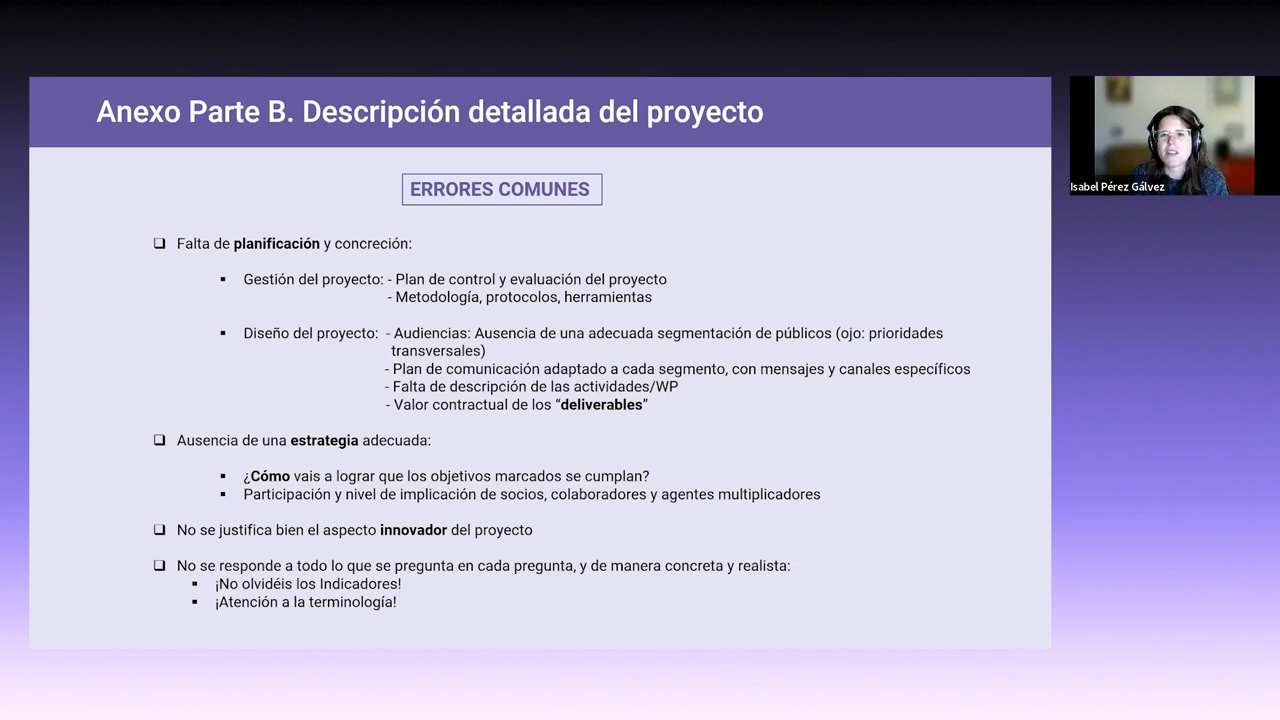 Anexo Parte B. Descripción detallada del proyecto
ERRORES COMUNES
❑ Falta de planificación y concreción:
▪ Gestión del proyecto: - Plan de control y evaluación del proyecto
- Metodología, protocolos, herramientas
▪ Diseño del proyecto: - Audiencias: Ausencia de una adecuada segmentación de públicos (ojo: prioridades
transversales)
- Plan de comunicación adaptado a cada segmento, con mensajes y canales específicos
- Falta de descripción de las actividades/WP
- Valor contractual de los “deliverables”
❑ Ausencia de una estrategia adecuada:
▪ ¿Cómo vais a lograr que los objetivos marcados se cumplan?
▪ Participación y nivel de implicación de socios, colaboradores y agentes multiplicadores
❑ No se justifica bien el aspecto innovador del proyecto
❑ No se responde a todo lo que se pregunta en cada pregunta, y de manera concreta y realista:
▪ ¡No olvidéis los Indicadores!
▪ ¡Atención a la terminología!
Isabel Pérez Gálvez